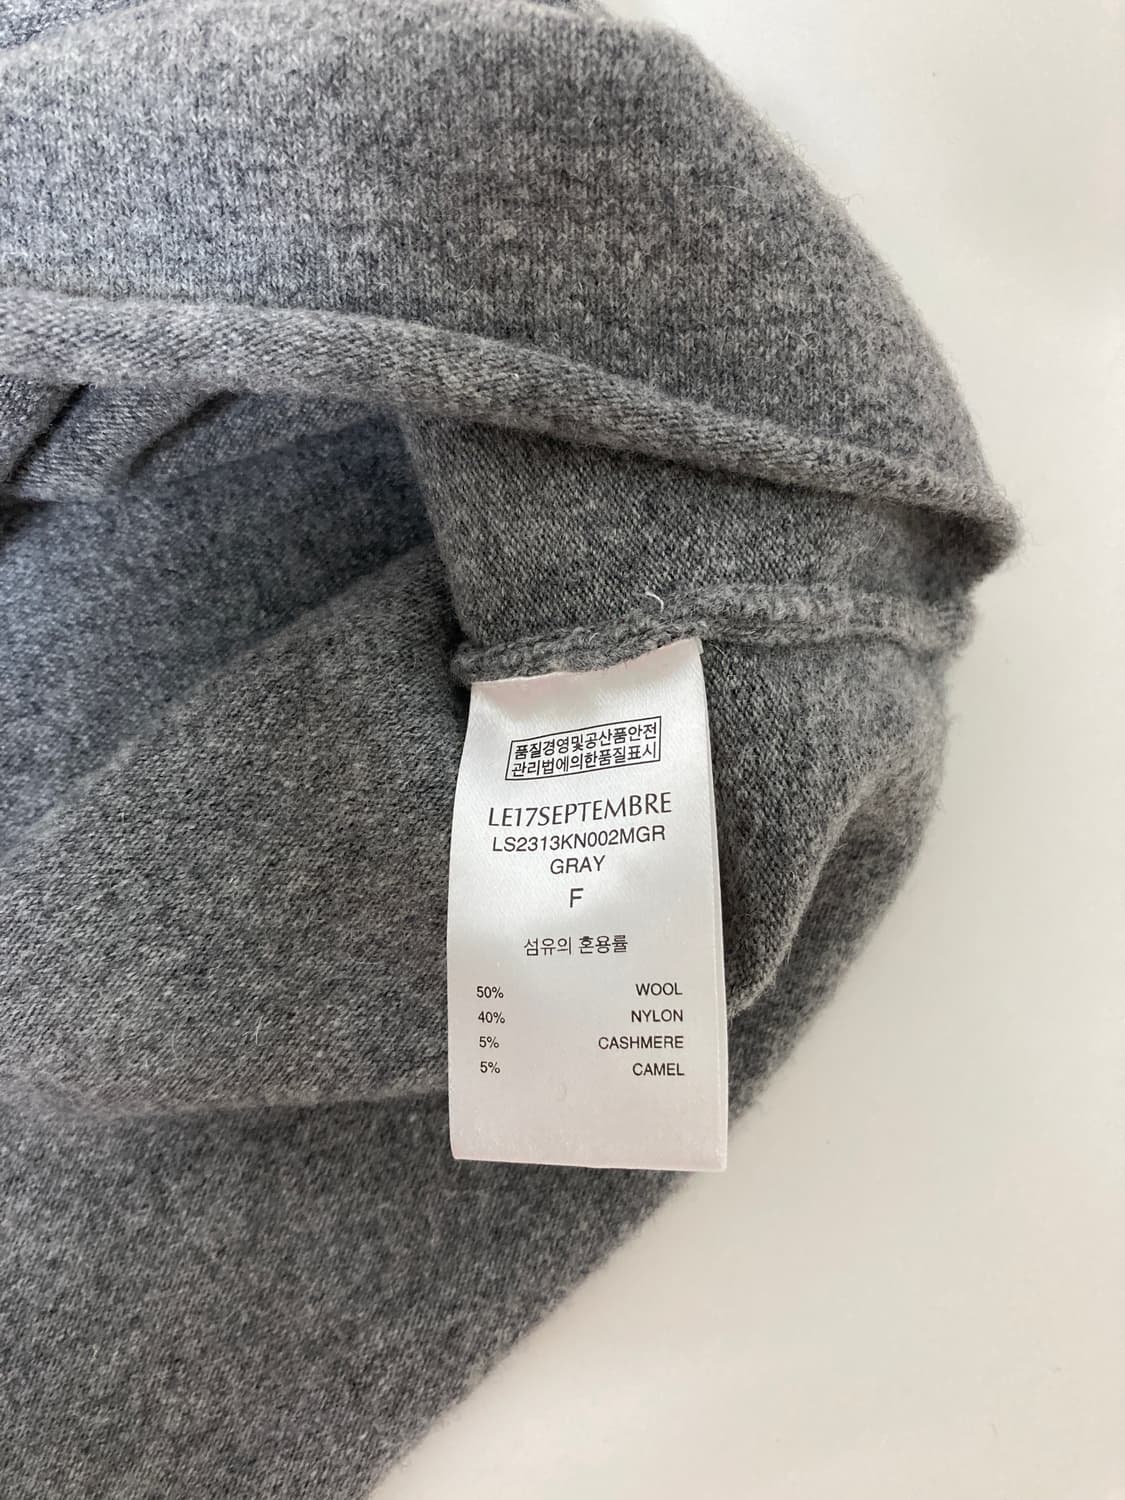 품질경영및공산품안전
관리법에의한품질표시
LE17SEPTEMBRE
LS2313KN002MGR
GRAY
F
섬유의 혼용률
50% WOOL
40% NYLON
5% CASHMERE
5% CAMEL